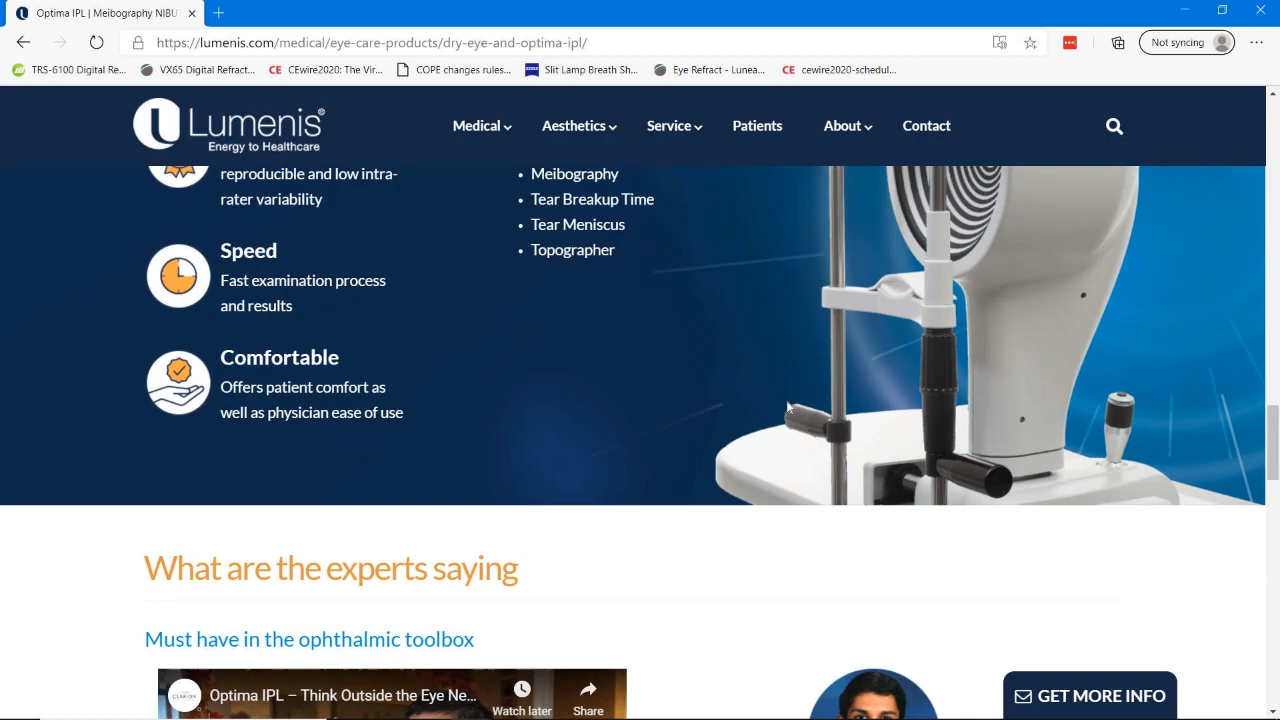 Optima IPL | Meibography NIBU
https://lumenis.com/medical/eye-care-products/dry-eye-and-optima-ipl/
Not syncing
TRS-6100 Digital Re...
VX65 Digital Refract...
CE CEwire2020: The Vir...
COPE changes rules...
ZEISS Slit Lamp Breath Sh...
Eye Refract - Lunea...
CE cewire2020-schedul...
Lumenis®
Energy to Healthcare
Medical
Aesthetics
Service
Patients
About
Contact
reproducible and low intra-
rater variability
Speed
Fast examination process
and results
Comfortable
Offers patient comfort as
well as physician ease of use
• Meibography
• Tear Breakup Time
• Tear Meniscus
• Topographer
What are the experts saying
Must have in the ophthalmic toolbox
CLARION
Optima IPL – Think Outside the Eye Ne...
Watch later
Share
GET MORE INFO